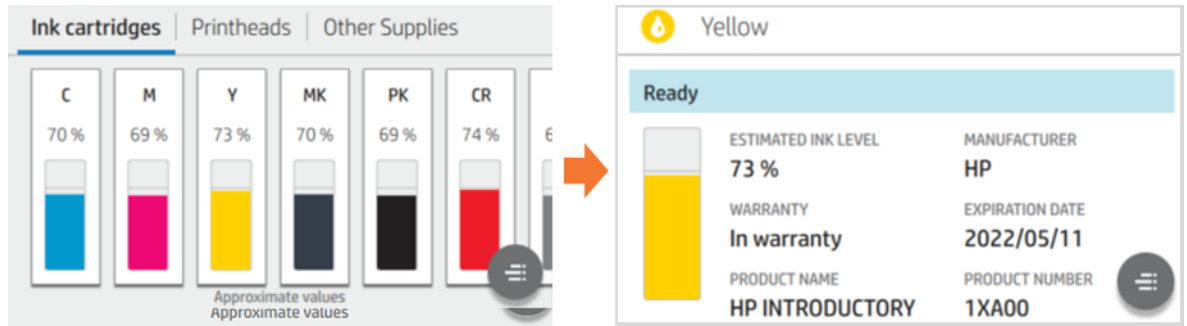 Ink cartridges | Printheads | Other Supplies
C M Y MK PK CR
70 % 69 % 73 % 70 % 69 % 74 % 6
Approximate values
Approximate values
Yellow
Ready
ESTIMATED INK LEVEL MANUFACTURER
73 % HP
WARRANTY EXPIRATION DATE
In warranty 2022/05/11
PRODUCT NAME PRODUCT NUMBER
HP INTRODUCTORY 1XA00